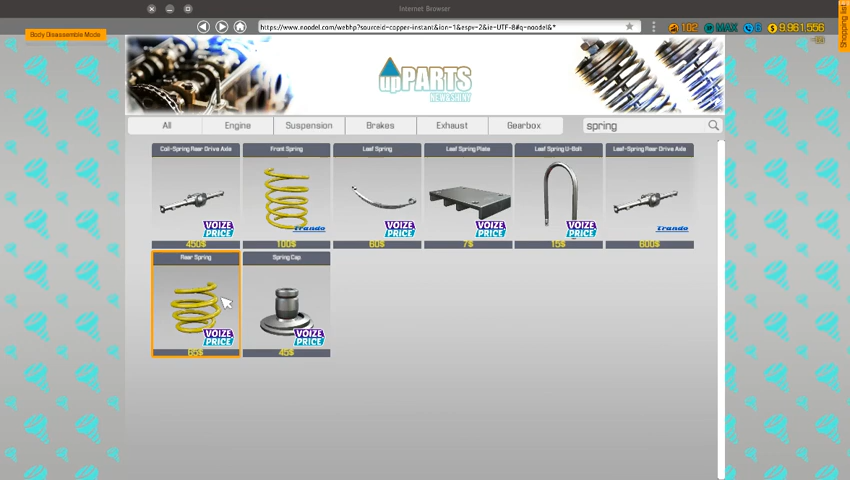 Internet Browser
https://www.noodel.com/webhp?sourceid=copper-instant&ion=1&espv=2&ie=UTF-8#q=noodel&*
102 MAX 6 9,961,556
Body Disassemble Mode
Shopping list
upPARTS
NEW&SHINY
All Engine Suspension Brakes Exhaust Gearbox spring
Coil-Spring Rear Drive Axle Front Spring Leaf Spring Leaf Spring Plate Leaf Spring U-Bolt Leaf-Spring Rear Drive Axle
VOIZE PRICE Trando VOIZE PRICE VOIZE PRICE VOIZE PRICE Trando
450$ 100$ 60$ 7$ 15$ 600$
Rear Spring Spring Cap
VOIZE PRICE VOIZE PRICE
65$ 45$